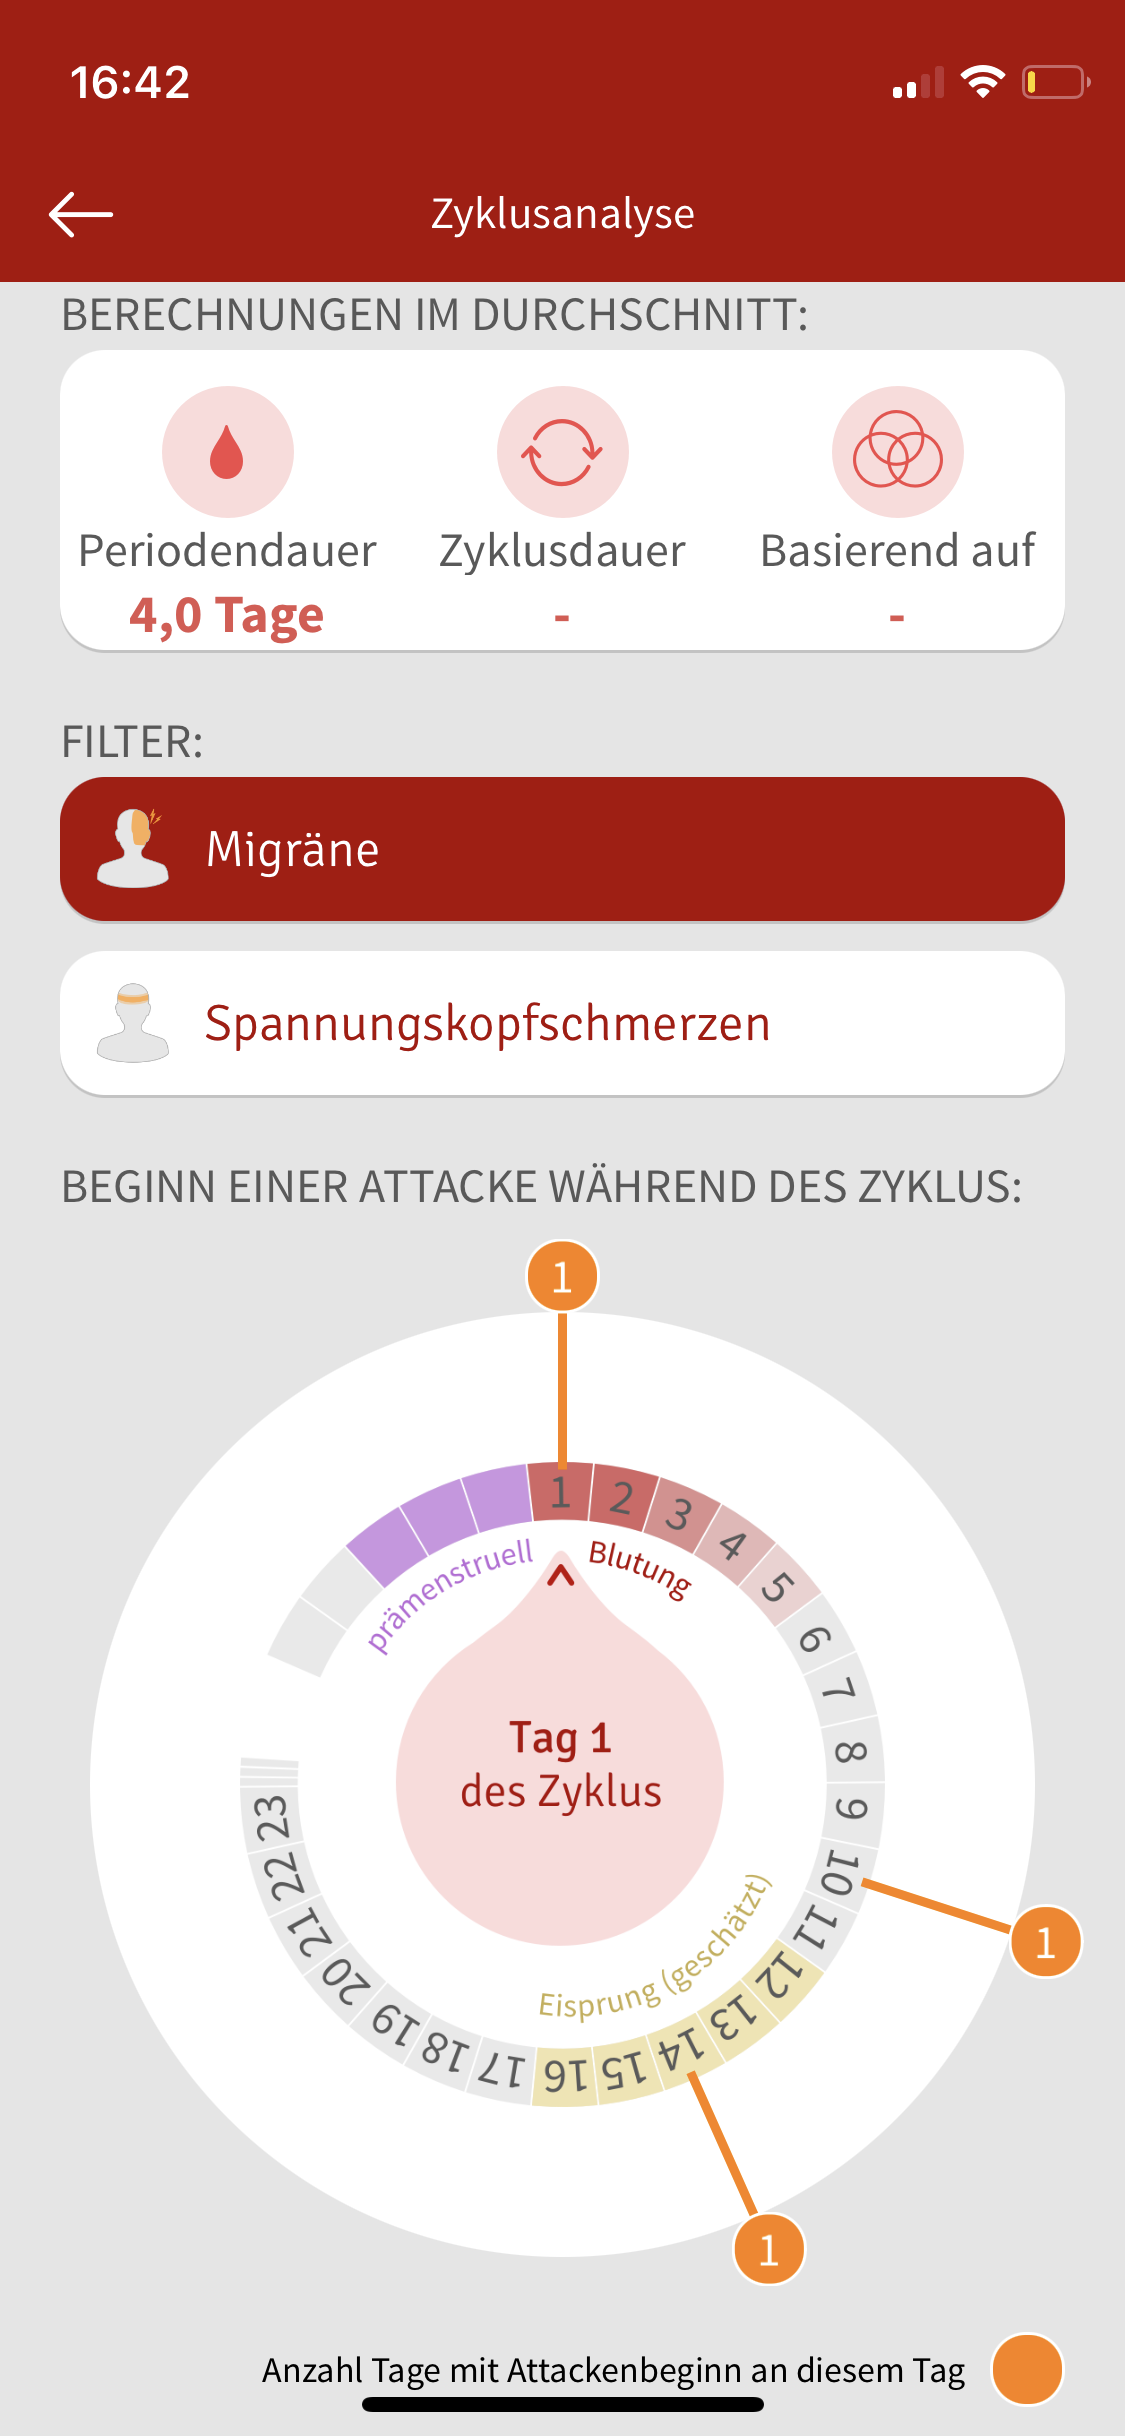 16:42
Zyklusanalyse
BERECHNUNGEN IM DURCHSCHNITT:
Periodendauer
4,0 Tage
Zyklusdauer
-
Basierend auf
-
FILTER:
Migräne
Spannungskopfschmerzen
BEGINN EINER ATTACKE WÄHREND DES ZYKLUS:
1
1
2
3
4
5
6
7
8
9
10
11
12
13
14
15
16
17
18
19
20
21
22
23
prämenstruell
Blutung
Tag 1
des Zyklus
Eisprung (geschätzt)
1
1
Anzahl Tage mit Attackenbeginn an diesem Tag